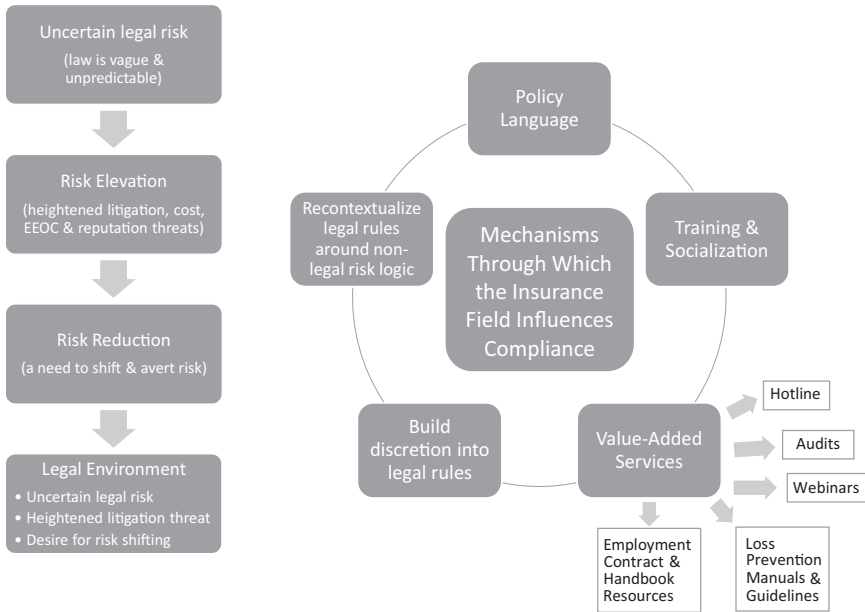 Uncertain legal risk
(law is vague &
unpredictable)
Risk Elevation
(heightened litigation, cost,
EEOC & reputation threats)
Risk Reduction
(a need to shift & avert risk)
Legal Environment
• Uncertain legal risk
• Heightened litigation threat
• Desire for risk shifting
Policy
Language
Recontextualize
legal rules
around non-
legal risk logic
Mechanisms
Through Which
the Insurance
Field Influences
Compliance
Training &
Socialization
Build
discretion into
legal rules
Value-Added
Services
Hotline
Audits
Webinars
Employment
Contract &
Handbook
Resources
Loss
Prevention
Manuals &
Guidelines